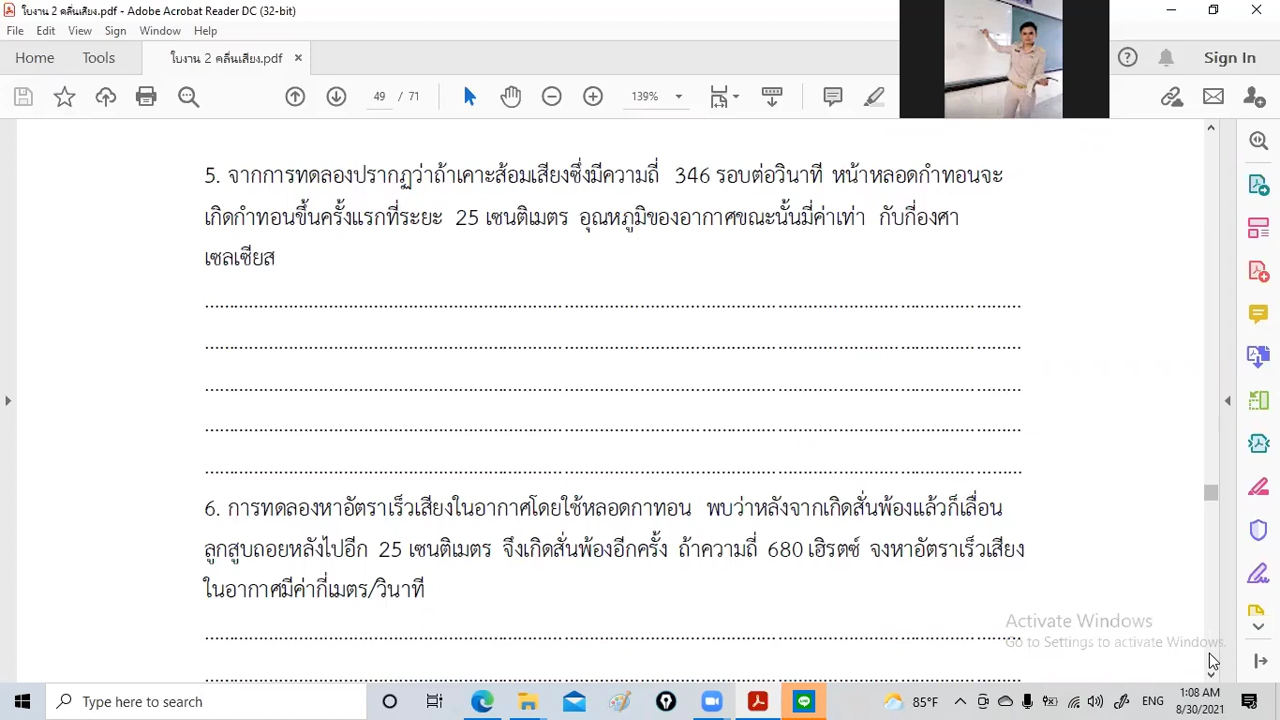 ใบงาน 2 คลื่นเสียง.pdf - Adobe Acrobat Reader DC (32-bit)
File Edit View Sign Window Help
Home Tools ใบงาน 2 คลื่นเสียง.pdf × Sign In
49 / 71 139%
5. จากการทดลองปรากฏว่าถ้าเคาะส้อมเสียงซึ่งมีความถี่ 346 รอบต่อวินาที หน้าหลอดกำทอนจะ
เกิดกำทอนขึ้นครั้งแรกที่ระยะ 25 เซนติเมตร อุณหภูมิของอากาศขณะนั้นมี่ค่าเท่า กับกี่องศา
เซลเซียส
6. การทดลองหาอัตราเร็วเสียงในอากาศโดยใช้หลอดกาทอน พบว่าหลังจากเกิดสั่นพ้องแล้วก็เลื่อน
ลูกสูบถอยหลังไปอีก 25 เซนติเมตร จึงเกิดสั่นพ้องอีกครั้ง ถ้าความถี่ 680 เฮิรตซ์ จงหาอัตราเร็วเสียง
ในอากาศมีค่ากี่เมตร/วินาที
Activate Windows
Go to Settings to activate Windows.
Type here to search 85°F ENG 1:08 AM
8/30/2021